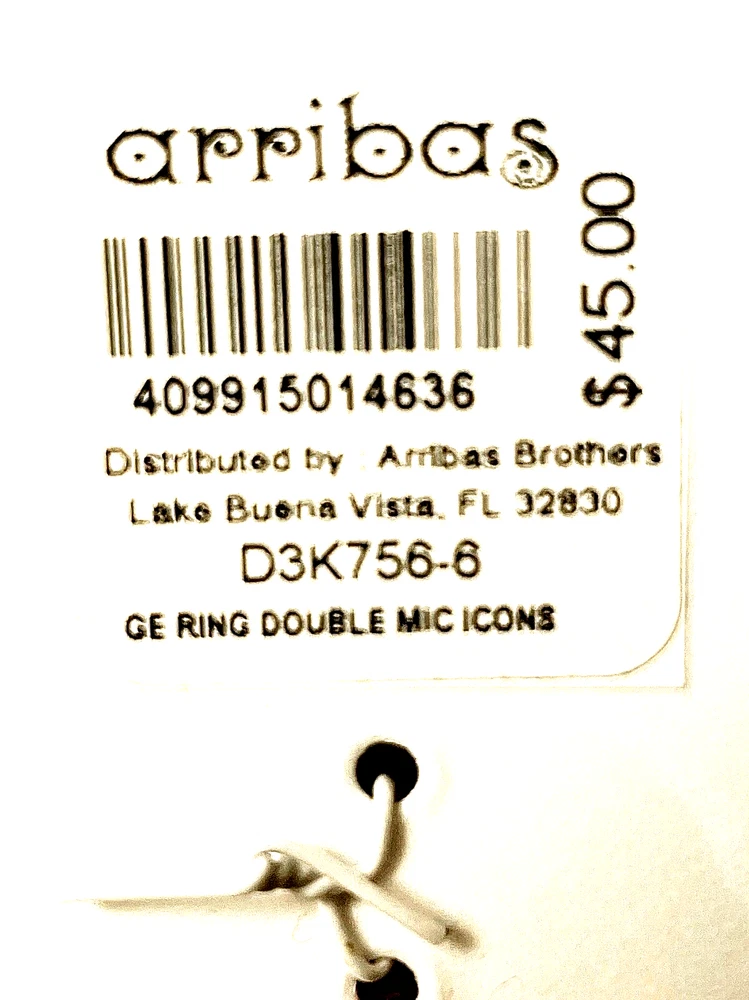 arribas
$45.00
409915014636
Distributed by : Arribas Brothers
Lake Buena Vista, FL 32830
D3K756-6
GE RING DOUBLE MIC ICONS